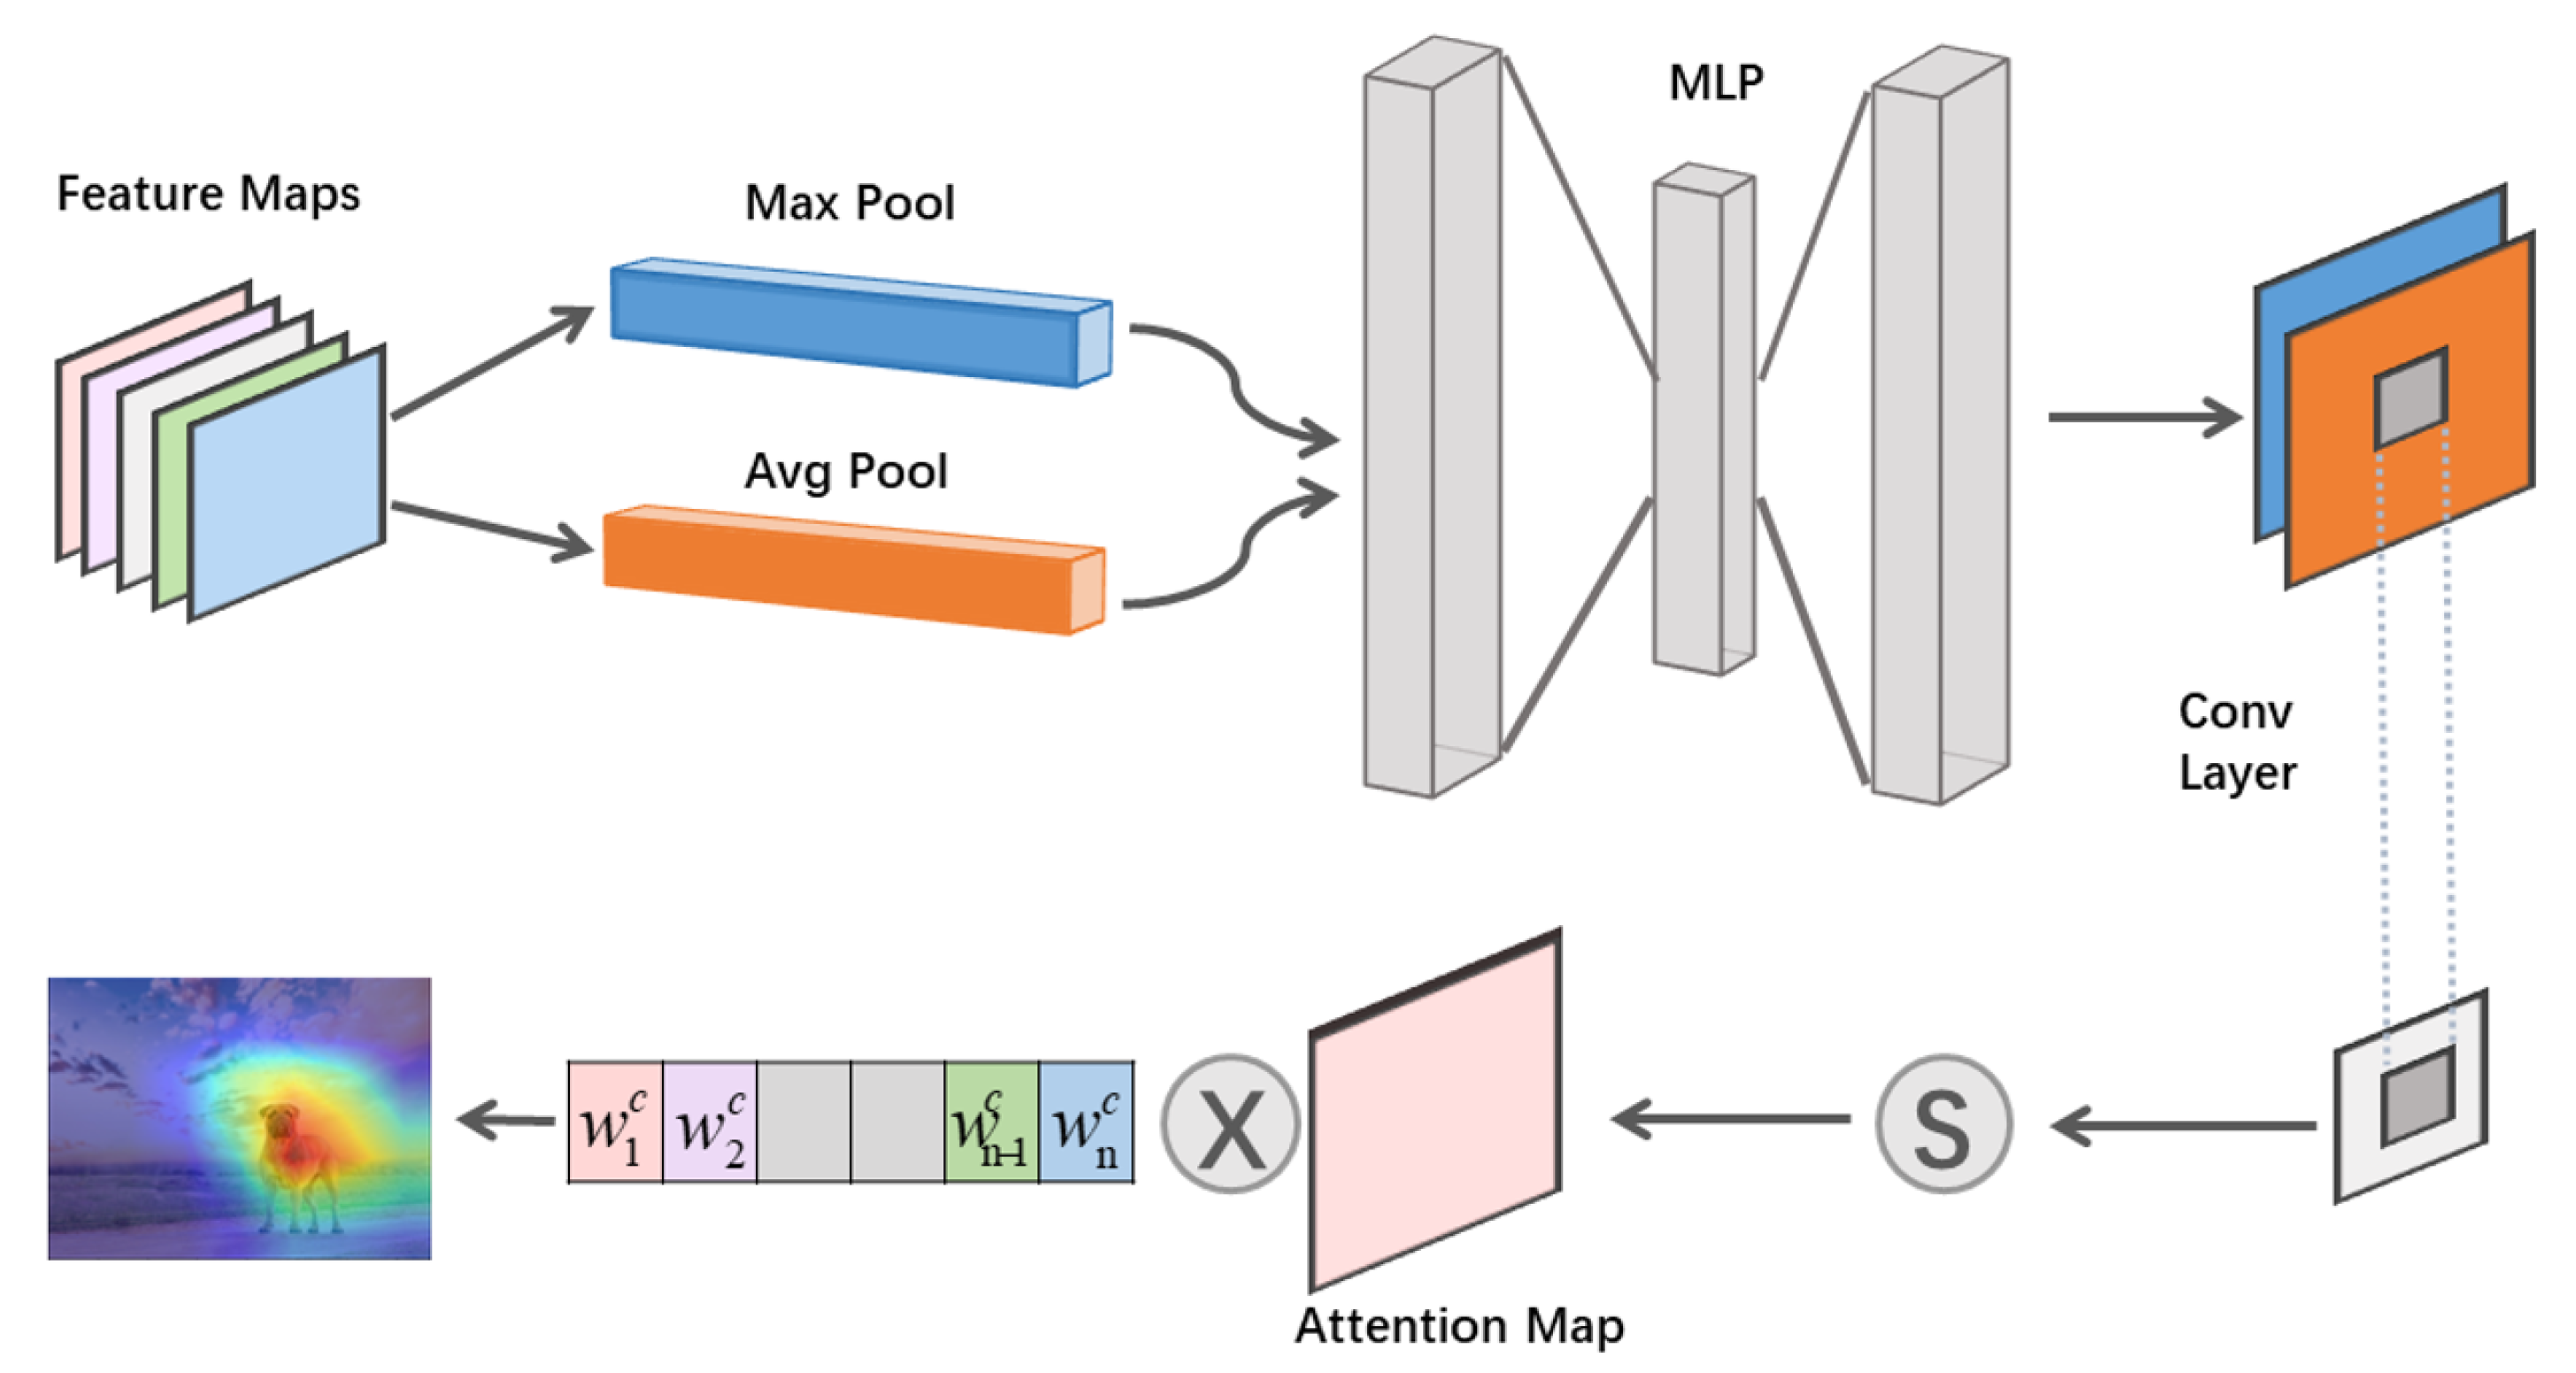 MLP
Feature Maps
Max Pool
Avg Pool
Conv
Layer
w₁ᶜ w₂ᶜ wₙ₋₁ᶜ wₙᶜ X S
Attention Map